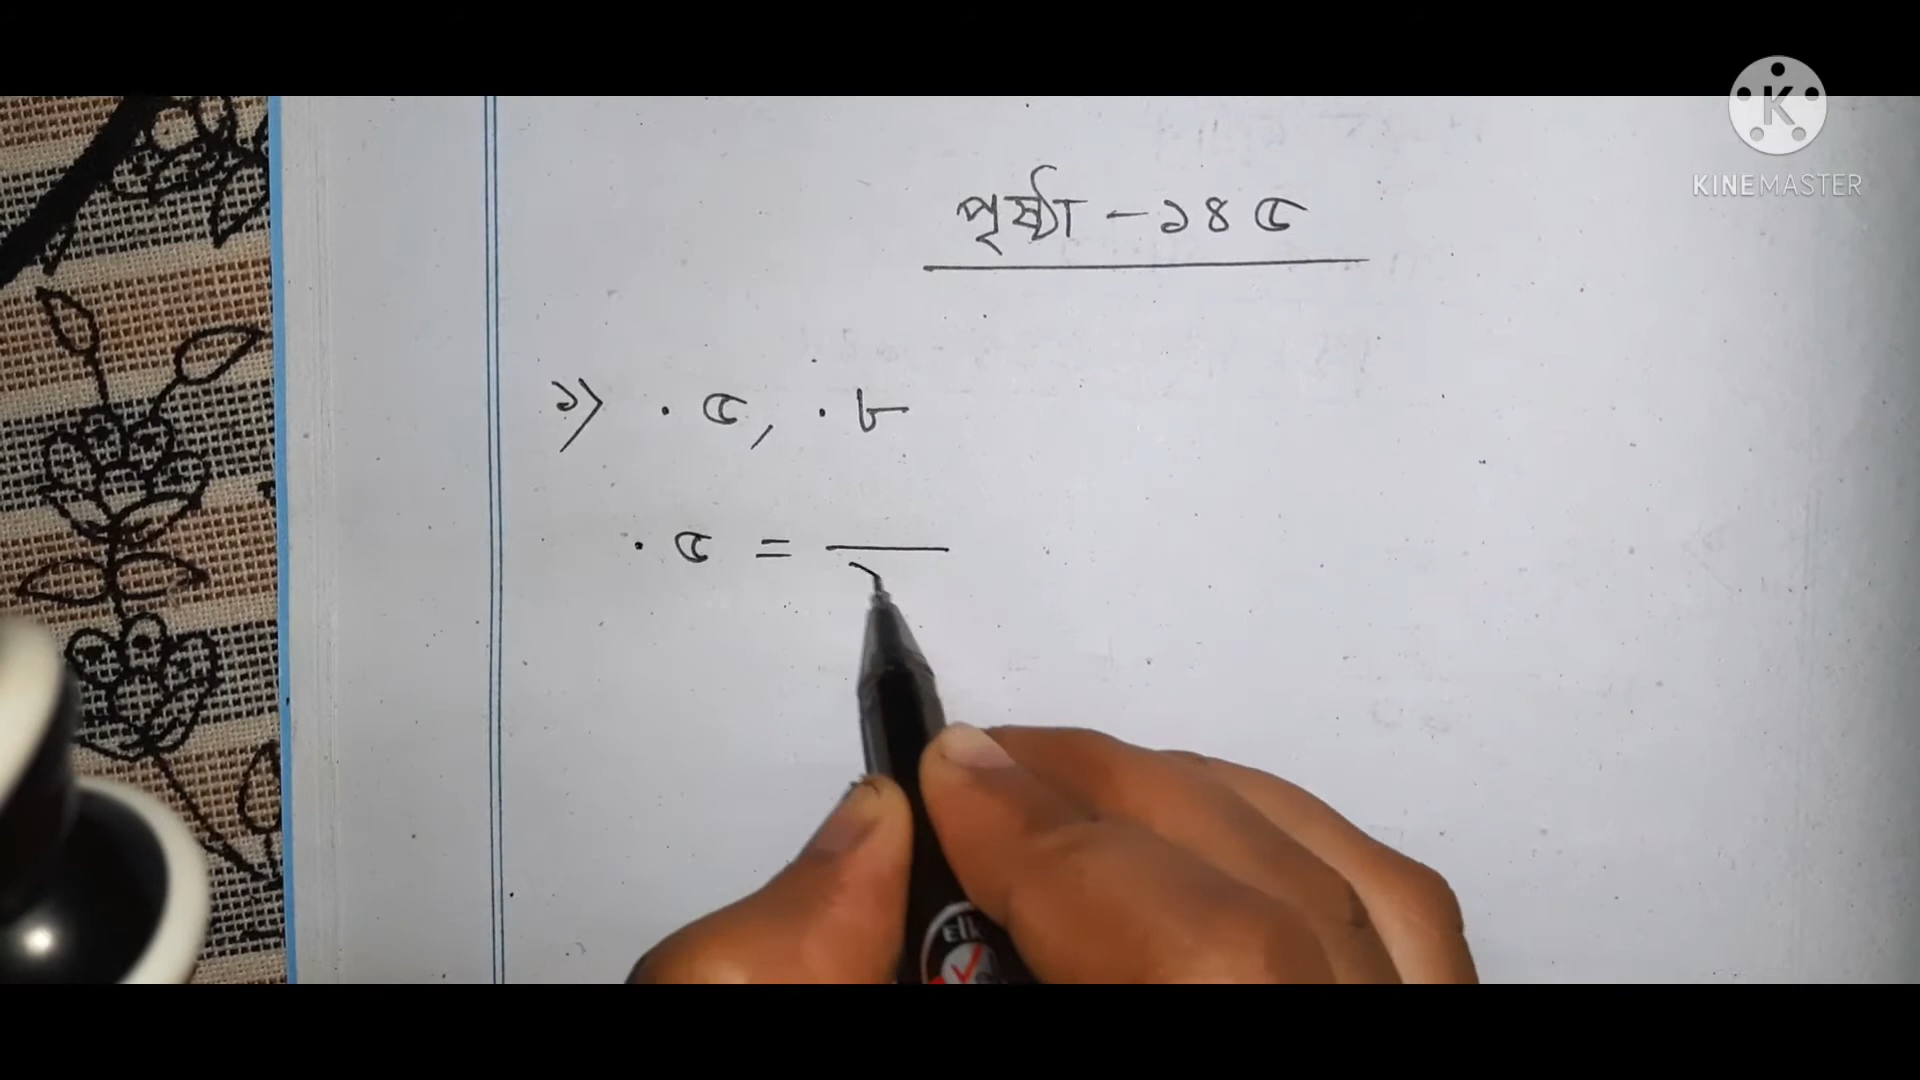 KINEMASTER
পৃষ্ঠা - ১৪৫
১) .৫, .৮
.৫ =